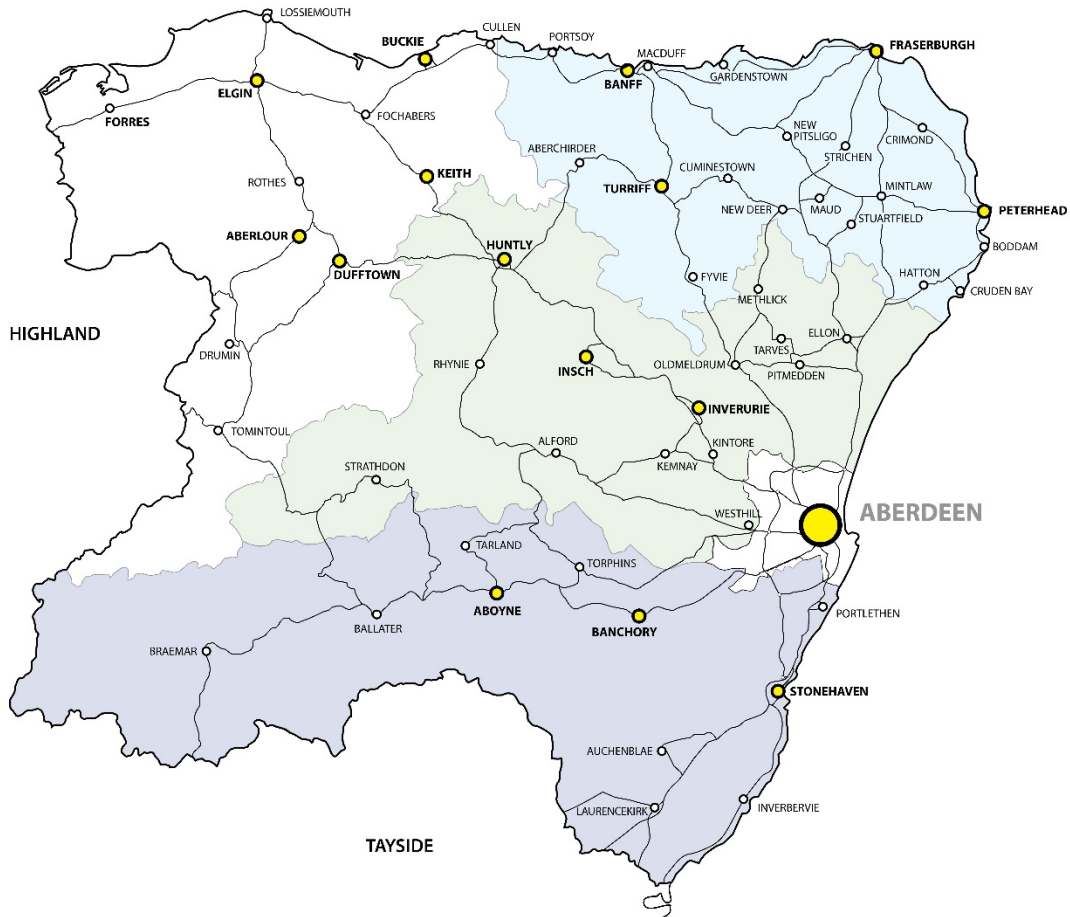 LOSSIEMOUTH
CULLEN
PORTSOY
BUCKIE
MACDUFF
FRASERBURGH
GARDENSTOWN
BANFF
ELGIN
FORRES
FOCHABERS
NEW
PITSLIGO
CRIMOND
STRICHEN
ABERCHIRDER
KEITH
CUMINESTOWN
ROTHES
TURRIFF
MINTLAW
NEW DEER
MAUD
PETERHEAD
STUARTFIELD
ABERLOUR
HUNTLY
BODDAM
DUFFTOWN
FYVIE
HATTON
METHLICK
CRUDEN BAY
HIGHLAND
ELLON
DRUMIN
TARVES
RHYNIE
INSCH
OLDMELDRUM
PITMEDDEN
INVERURIE
TOMINTOUL
ALFORD
KINTORE
KEMNAY
STRATHDON
WESTHILL
ABERDEEN
TARLAND
TORPHINS
ABOYNE
PORTLETHEN
BALLATER
BANCHORY
BRAEMAR
STONEHAVEN
AUCHENBLAE
LAURENCEKIRK
INVERBERVIE
TAYSIDE